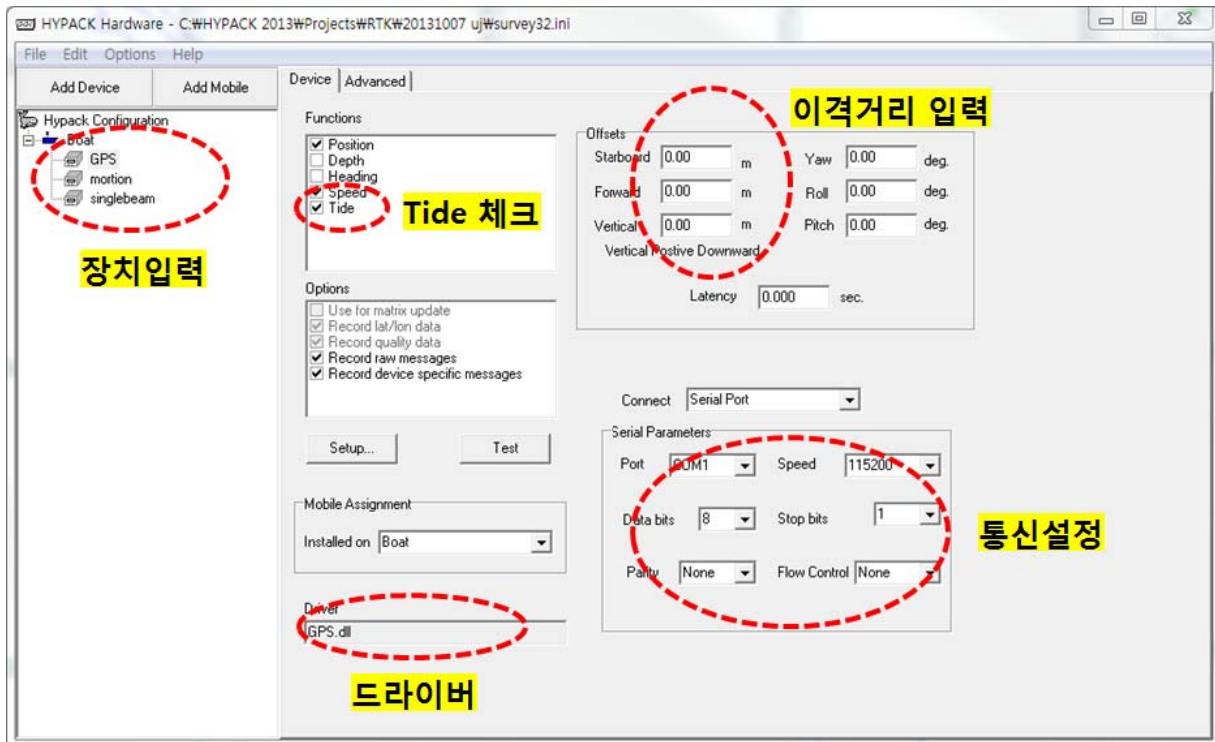 HYPACK Hardware - C:₩HYPACK 2013₩Projects₩RTK₩20131007 uj₩survey32.ini
File Edit Options Help
Add Device Add Mobile
Hypack Configuration
Boat
GPS
mortion
singlebeam
장치입력
Device Advanced
Functions
Position
Depth
Heading
Speed
Tide
Tide 체크
Options
Use for matrix update
Record lat/lon data
Record quality data
Record raw messages
Record device specific messages
Setup... Test
Mobile Assignment
Installed on Boat
Driver
GPS.dll
드라이버
이격거리 입력
Offsets
Starboard 0.00 m Yaw 0.00 deg.
Forward 0.00 m Roll 0.00 deg.
Vertical 0.00 m Pitch 0.00 deg.
Vertical Postive Downward
Latency 0.000 sec.
Connect Serial Port
Serial Parameters
Port COM1 Speed 115200
Data bits 8 Stop bits 1
Parity None Flow Control None
통신설정